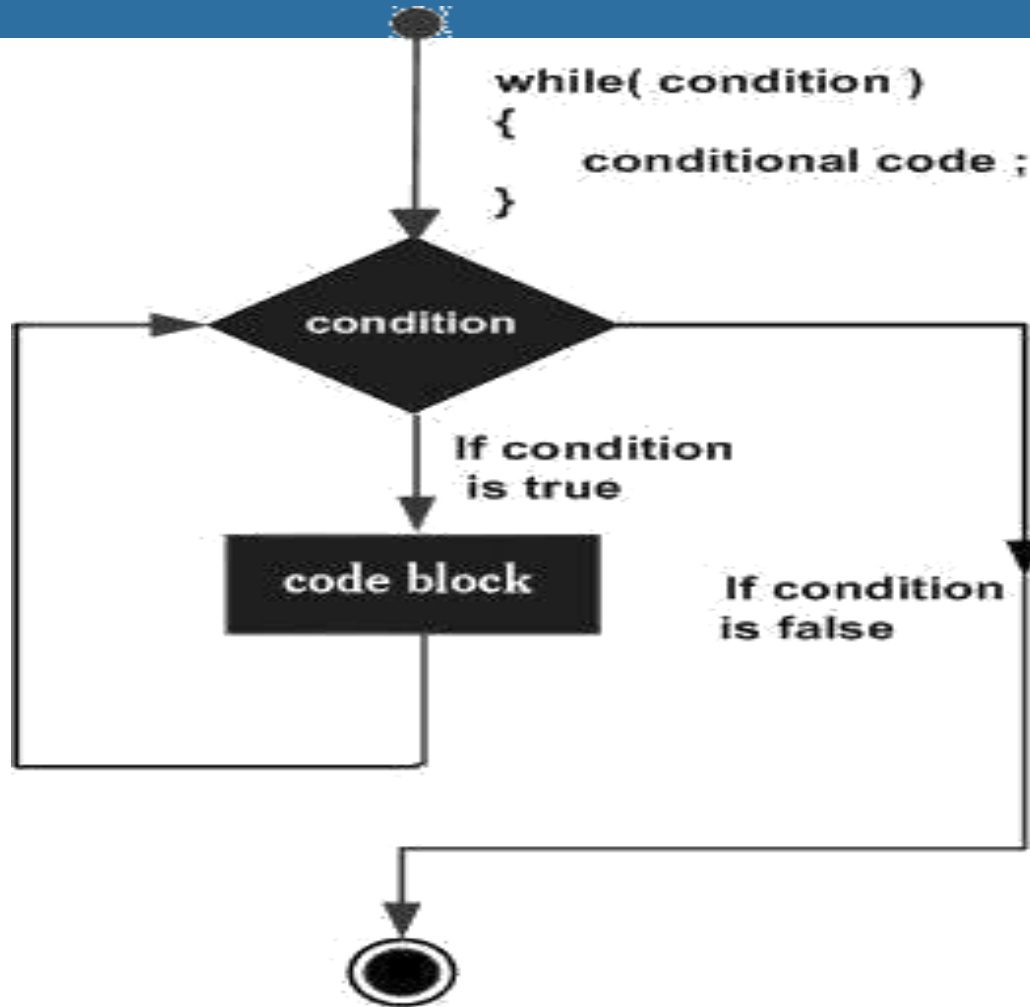 while( condition )
{
conditional code ;
}
condition
If condition
is true
code block
If condition
is false